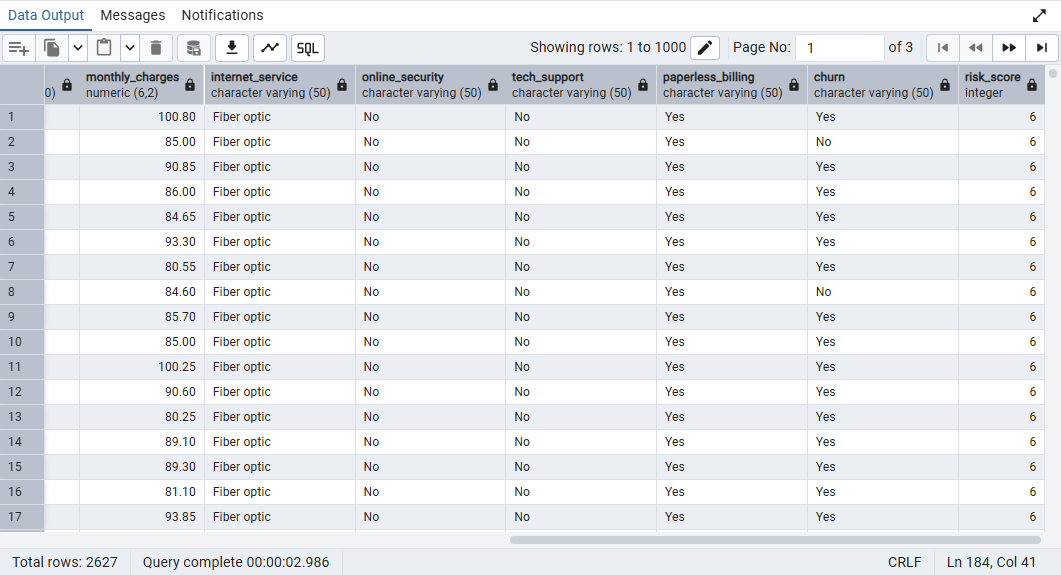 Data Output Messages Notifications
SQL Showing rows: 1 to 1000 Page No: 1 of 3
0) monthly_charges numeric (6,2) internet_service character varying (50) online_security character varying (50) tech_support character varying (50) paperless_billing character varying (50) churn character varying (50) risk_score integer
1 100.80 Fiber optic No No Yes Yes 6
2 85.00 Fiber optic No No Yes No 6
3 90.85 Fiber optic No No Yes Yes 6
4 86.00 Fiber optic No No Yes Yes 6
5 84.65 Fiber optic No No Yes Yes 6
6 93.30 Fiber optic No No Yes Yes 6
7 80.55 Fiber optic No No Yes Yes 6
8 84.60 Fiber optic No No Yes No 6
9 85.70 Fiber optic No No Yes Yes 6
10 85.00 Fiber optic No No Yes Yes 6
11 100.25 Fiber optic No No Yes Yes 6
12 90.60 Fiber optic No No Yes Yes 6
13 80.25 Fiber optic No No Yes Yes 6
14 89.10 Fiber optic No No Yes Yes 6
15 89.30 Fiber optic No No Yes Yes 6
16 81.10 Fiber optic No No Yes Yes 6
17 93.85 Fiber optic No No Yes Yes 6
Total rows: 2627 Query complete 00:00:02.986 CRLF Ln 184, Col 41